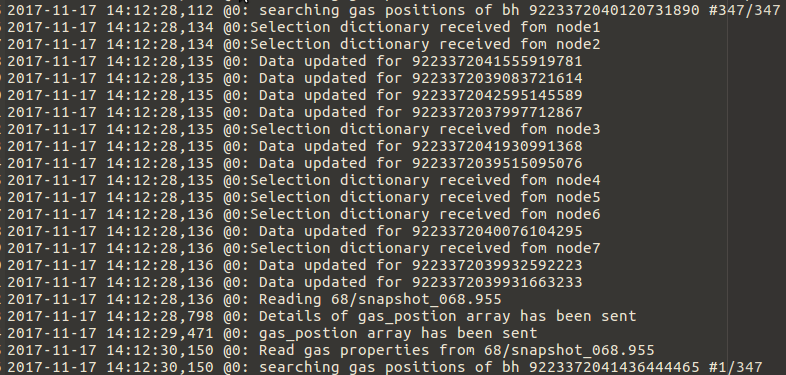 2017-11-17 14:12:28,112 @0: searching gas positions of bh 9223372040120731890 #347/347
2017-11-17 14:12:28,134 @0:Selection dictionary received fom node1
2017-11-17 14:12:28,134 @0:Selection dictionary received fom node2
2017-11-17 14:12:28,135 @0: Data updated for 9223372041555919781
2017-11-17 14:12:28,135 @0: Data updated for 9223372039083721614
2017-11-17 14:12:28,135 @0: Data updated for 9223372042595145589
2017-11-17 14:12:28,135 @0: Data updated for 9223372037997712867
2017-11-17 14:12:28,135 @0:Selection dictionary received fom node3
2017-11-17 14:12:28,135 @0: Data updated for 9223372041930991368
2017-11-17 14:12:28,135 @0: Data updated for 9223372039515095076
2017-11-17 14:12:28,135 @0:Selection dictionary received fom node4
2017-11-17 14:12:28,135 @0:Selection dictionary received fom node5
2017-11-17 14:12:28,136 @0:Selection dictionary received fom node6
2017-11-17 14:12:28,136 @0: Data updated for 9223372040076104295
2017-11-17 14:12:28,136 @0:Selection dictionary received fom node7
2017-11-17 14:12:28,136 @0: Data updated for 9223372039932592223
2017-11-17 14:12:28,136 @0: Data updated for 9223372039931663233
2017-11-17 14:12:28,136 @0: Reading 68/snapshot_068.955
2017-11-17 14:12:28,798 @0: Details of gas_postion array has been sent
2017-11-17 14:12:29,471 @0: gas_postion array has been sent
2017-11-17 14:12:30,150 @0: Read gas properties from 68/snapshot_068.955
2017-11-17 14:12:30,150 @0: searching gas positions of bh 9223372041436444465 #1/347